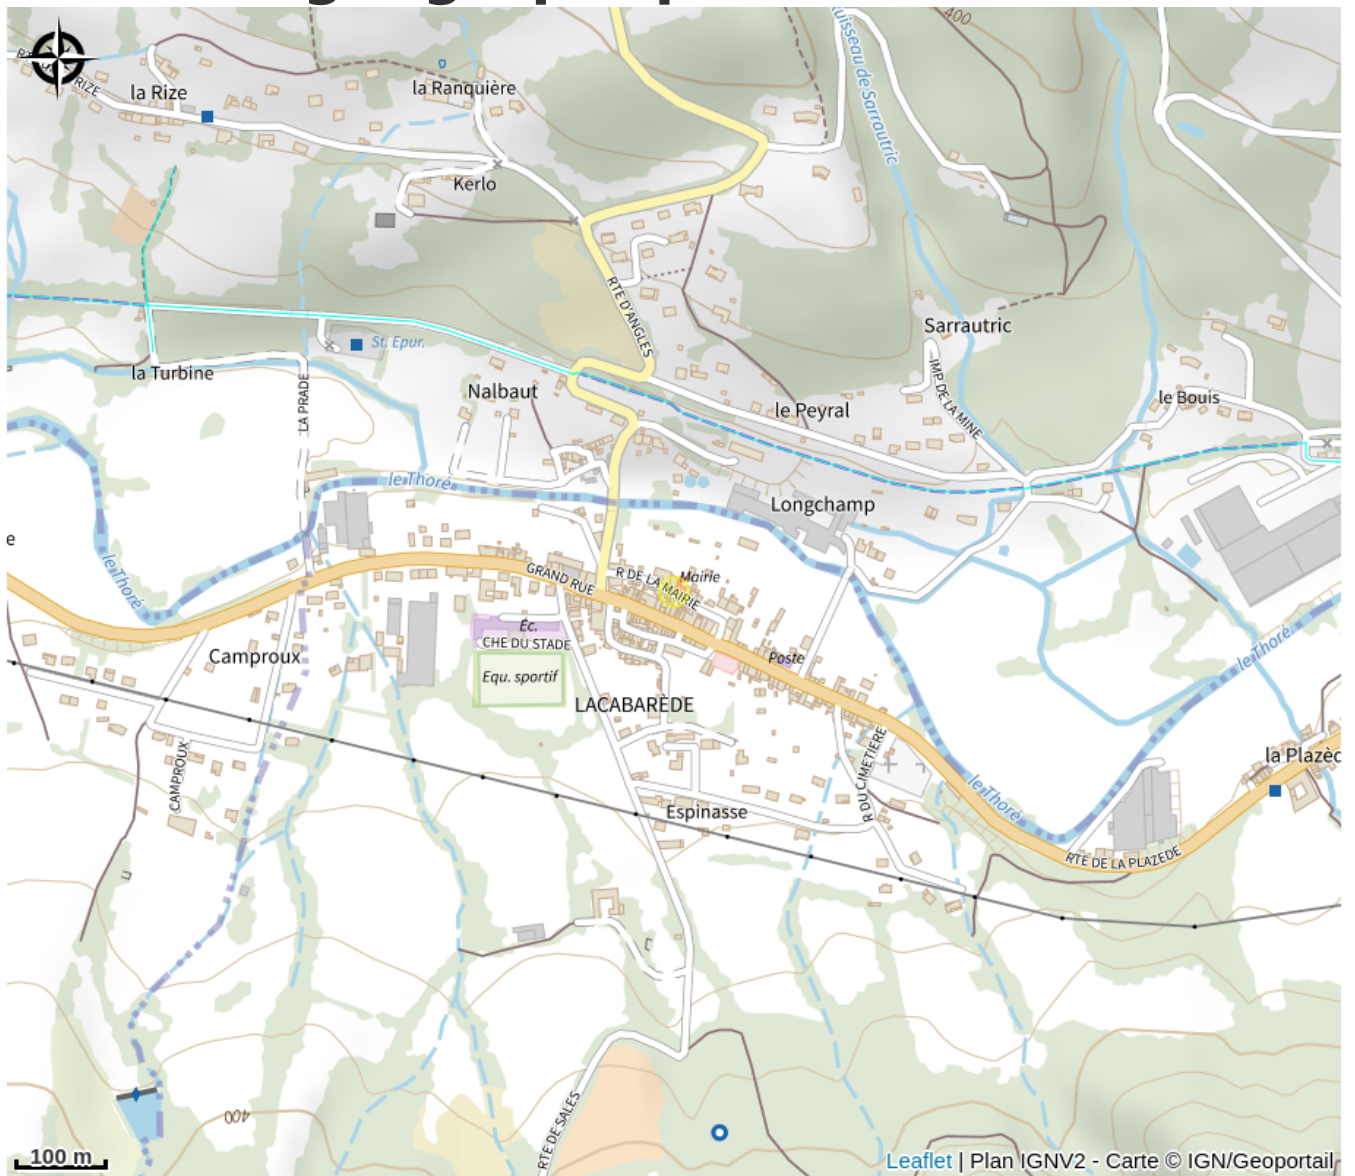 400
Ruisseau de Sarrautric
RIZE
la Rize
la Ranquière
Kerlo
RTE D'ANGLES
Sarrautric
St. Epur.
la Turbine
LA PRADE
Nalbaut
le Peyral
IMP DE LA MINE
le Bouis
le Thoré
Longchamp
e
le Thoré
GRAND RUE
R DE LA MAIRIE
Mairie
Éc.
CHE DU STADE
Equ. sportif
Camproux
Poste
le Thoré
LACABARÈDE
CAMPROUX
R DU CIMETIERE
le Thoré
la Plazèd
Espinasse
RTE DE LA PLAZEDE
400
RTE DE SALES
100 m
Leaflet | Plan IGNV2 - Carte © IGN/Geoportail